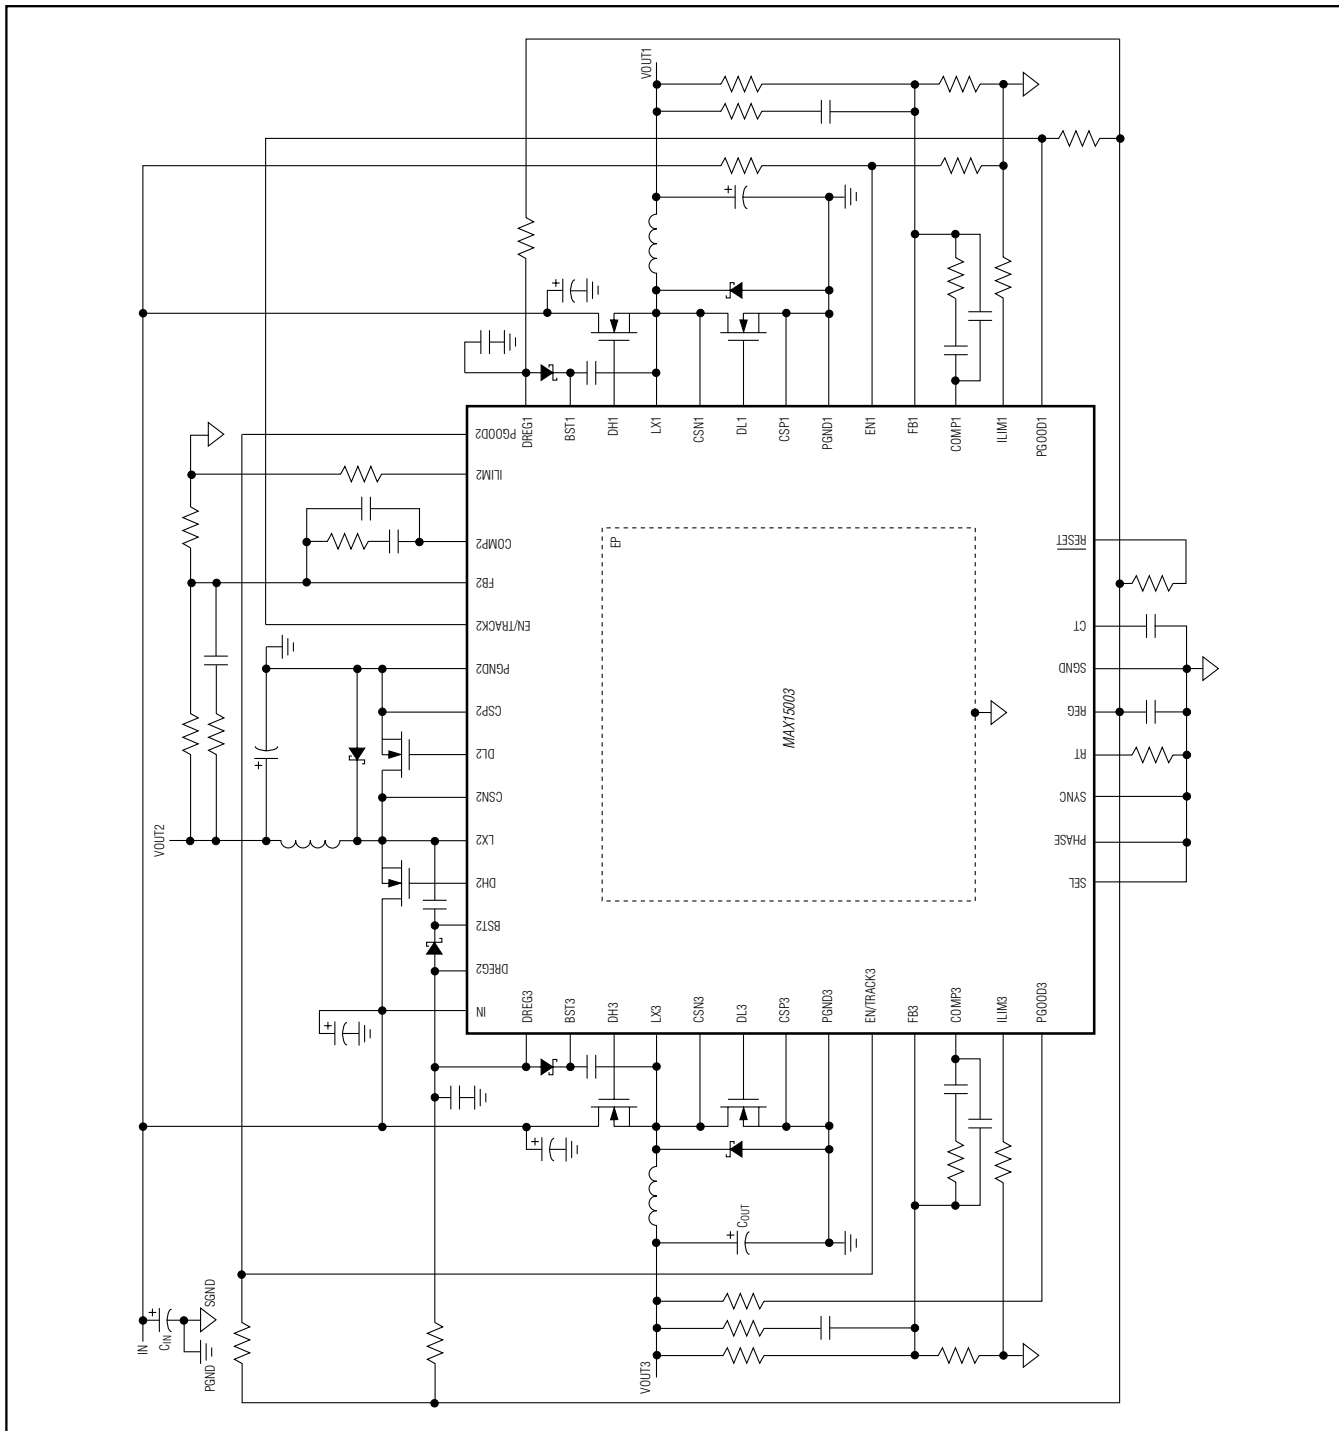 VOUT1
DREG1
BST1
DH1
LX1
CSN1
DL1
CSP1
PGND1
EN1
FB1
COMP1
ILIM1
PGOOD1
PGOOD2
ILIM2
COMP2
FB2
EN/TRACK2
PGND2
CSP2
DL2
CSN2
LX2
DH2
BST2
DREG2
IN
VOUT2
EP
MAX15003
RESET
CT
SGND
REG
RT
SYNC
PHASE
SEL
DREG3
BST3
DH3
LX3
CSN3
DL3
CSP3
PGND3
EN/TRACK3
FB3
COMP3
ILIM3
PGOOD3
COUT
VOUT3
IN
CIN
PGND
SGND